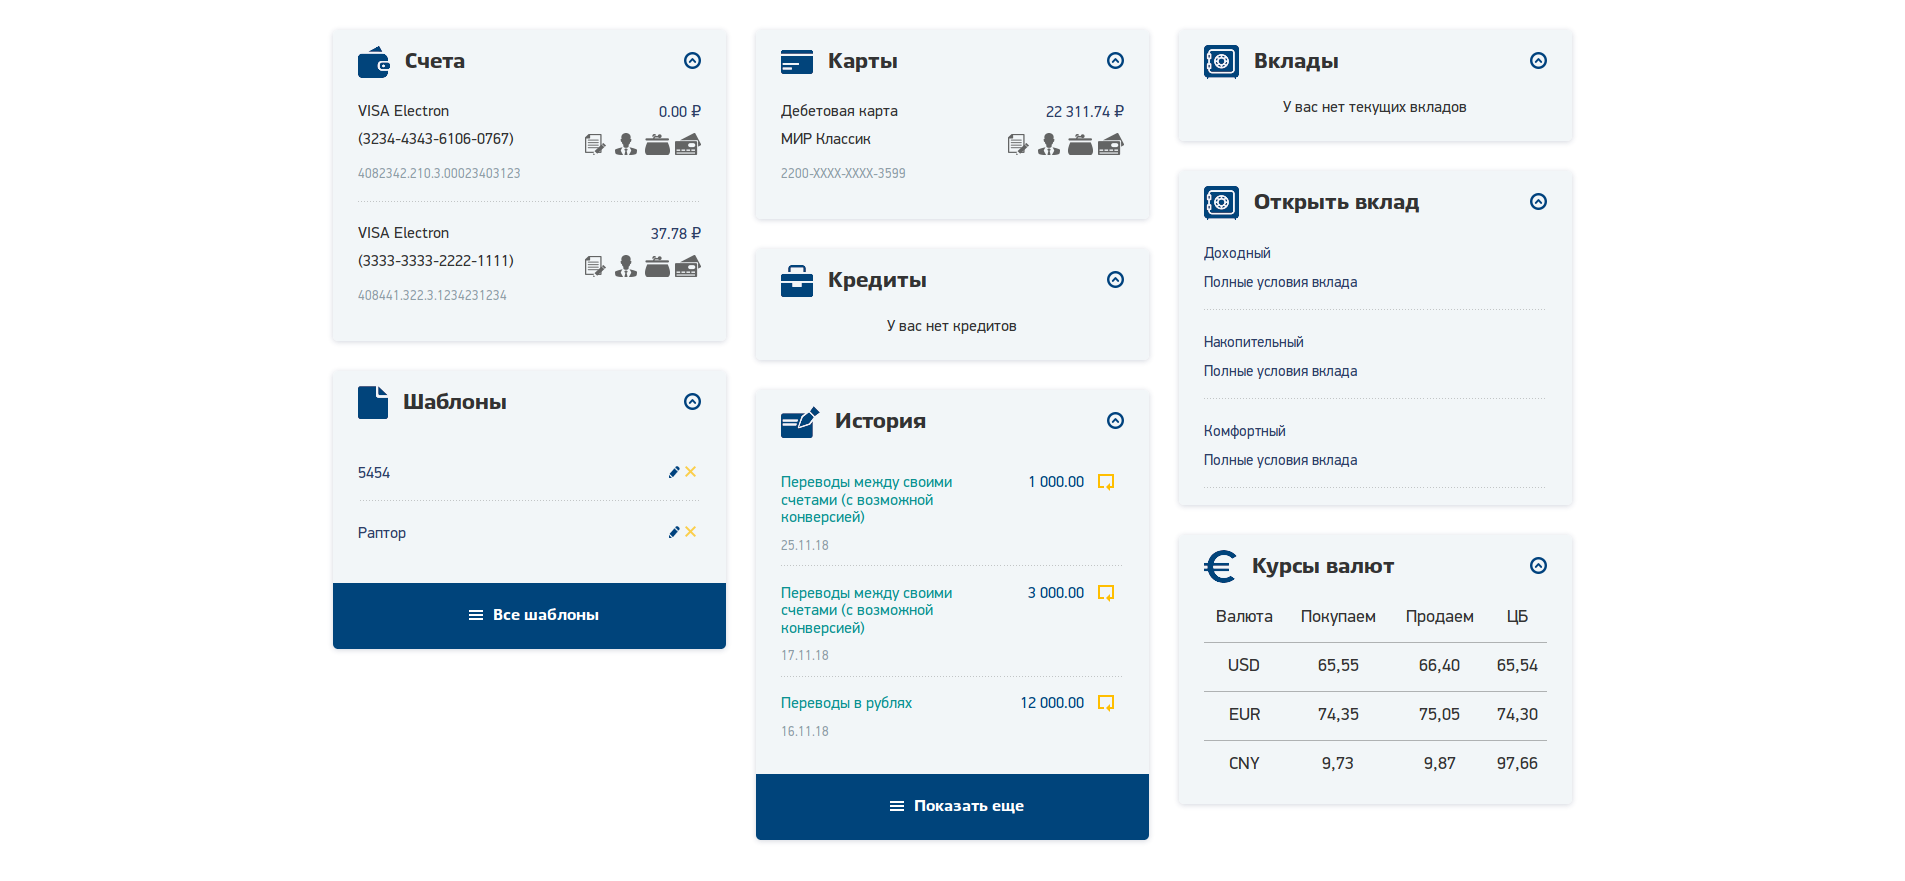 Счета
VISA Electron
0.00 ₽
(3234-4343-6106-0767)
4082342.210.3.00023403123
VISA Electron
37.78 ₽
(3333-3333-2222-1111)
408441.322.3.1234231234
Шаблоны
5454
Раптор
Все шаблоны
Карты
Дебетовая карта
22 311.74 ₽
МИР Классик
2200-XXXX-XXXX-3599
Кредиты
У вас нет кредитов
История
Переводы между своими
1 000.00
счетами (с возможной
конверсией)
25.11.18
Переводы между своими
3 000.00
счетами (с возможной
конверсией)
17.11.18
Переводы в рублях
12 000.00
16.11.18
Показать еще
Вклады
У вас нет текущих вкладов
Открыть вклад
Доходный
Полные условия вклада
Накопительный
Полные условия вклада
Комфортный
Полные условия вклада
Курсы валют
Валюта Покупаем Продаем ЦБ
USD 65,55 66,40 65,54
EUR 74,35 75,05 74,30
CNY 9,73 9,87 97,66